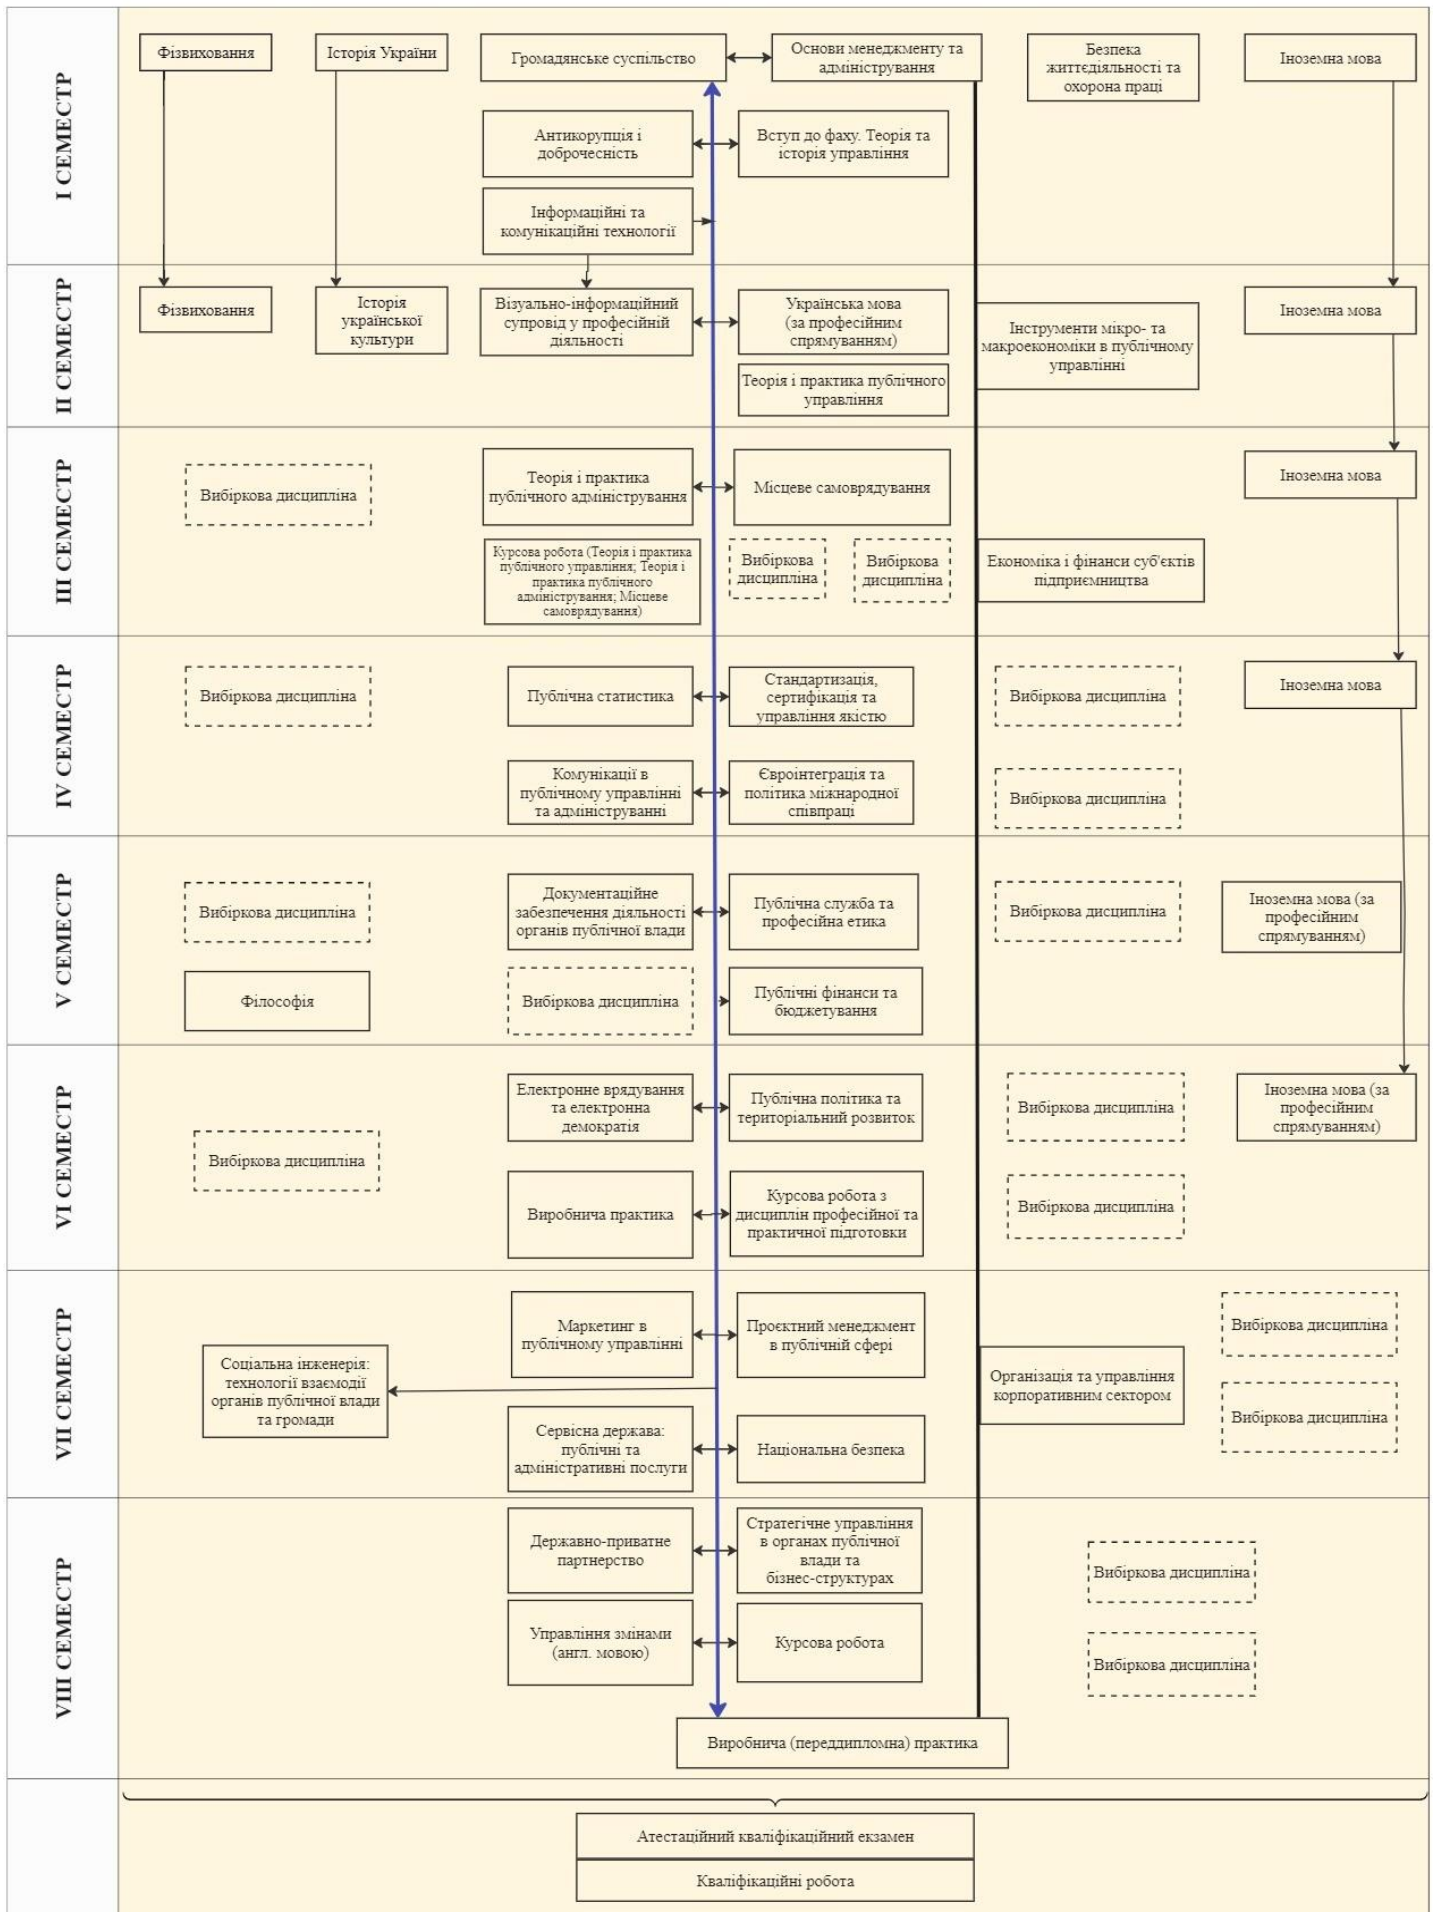 I СЕМЕСТР
Фізвиховання
Історія України
Громадянське суспільство
Основи менеджменту та
адміністрування
Безпека
життєдіяльності та
охорона праці
Іноземна мова
Антикорупція і
доброчесність
Вступ до фаху. Теорія та
історія управління
Інформаційні та
комунікаційні технології
II СЕМЕСТР
Фізвиховання
Історія
української
культури
Візуально-інформаційний
супровід у професійній
діяльності
Українська мова
(за професійним
спрямуванням)
Інструменти мікро- та
макроекономіки в публічному
управлінні
Іноземна мова
Теорія і практика публічного
управління
III СЕМЕСТР
Вибіркова дисципліна
Теорія і практика
публічного адміністрування
Місцеве самоврядування
Іноземна мова
Курсова робота (Теорія і практика
публічного управління; Теорія і
практика публічного
адміністрування; Місцеве
самоврядування)
Вибіркова
дисципліна
Вибіркова
дисципліна
Економіка і фінанси суб'єктів
підприємництва
IV СЕМЕСТР
Вибіркова дисципліна
Публічна статистика
Стандартизація,
сертифікація та
управління якістю
Вибіркова дисципліна
Іноземна мова
Комунікації в
публічному управлінні
та адмініструванні
Євроінтеграція та
політика міжнародної
співпраці
Вибіркова дисципліна
V СЕМЕСТР
Вибіркова дисципліна
Документаційне
забезпечення діяльності
органів публічної влади
Публічна служба та
професійна етика
Вибіркова дисципліна
Іноземна мова (за
професійним
спрямуванням)
Філософія
Вибіркова дисципліна
Публічні фінанси та
бюджетування
VI СЕМЕСТР
Вибіркова дисципліна
Електронне врядування
та електронна
демократія
Публічна політика та
територіальний розвиток
Вибіркова дисципліна
Іноземна мова (за
професійним
спрямуванням)
Виробнича практика
Курсова робота з
дисциплін професійної та
практичної підготовки
Вибіркова дисципліна
VII СЕМЕСТР
Соціальна інженерія:
технології взаємодії
органів публічної влади
та громади
Маркетинг в
публічному управлінні
Проєктний менеджмент
в публічній сфері
Організація та управління
корпоративним сектором
Вибіркова дисципліна
Вибіркова дисципліна
Сервісна держава:
публічні та
адміністративні послуги
Національна безпека
VIII СЕМЕСТР
Державно-приватне
партнерство
Стратегічне управління
в органах публічної
влади та
бізнес-структурах
Вибіркова дисципліна
Управління змінами
(англ. мовою)
Курсова робота
Вибіркова дисципліна
Виробнича (переддипломна) практика
Атестаційний кваліфікаційний екзамен
Кваліфікаційні робота